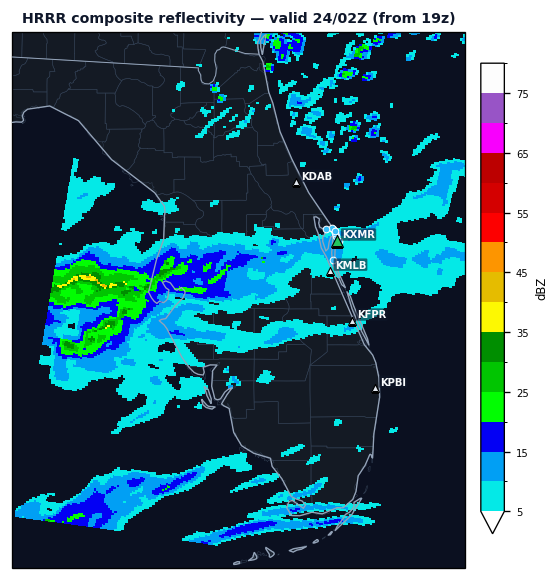 HRRR composite reflectivity — valid 24/02Z (from 19z)
KDAB
KXMR
KMLB
KFPR
KPBI
75
65
55
45
35
25
15
5
dBZ